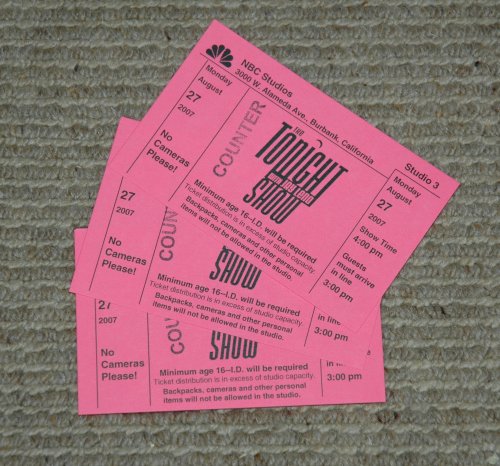 NBC Studios
3000 W. Alameda Ave., Burbank, California
Studio 3
Monday
August
27
2007
No
Cameras
Please!
COUNTER
THE
TONIGHT
SHOW
Minimum age 16–I.D. will be required
Ticket distribution is in excess of studio capacity.
Backpacks, cameras and other personal
items will not be allowed in the studio.
Monday
August
27
2007
Show Time
4:00 pm
Guests
must arrive
in line
3:00 pm
27
2007
No
Cameras
Please!
COUN
SHOW
Minimum age 16–I.D. will be required
Ticket distribution is in excess of studio capacity.
Backpacks, cameras and other personal
items will not be allowed in the studio.
in line
3:00 pm
27
2007
No
Cameras
Please!
COUN
SHOW
Minimum age 16–I.D. will be required
Ticket distribution is in excess of studio capacity.
Backpacks, cameras and other personal
items will not be allowed in the studio.
in line
3:00 pm